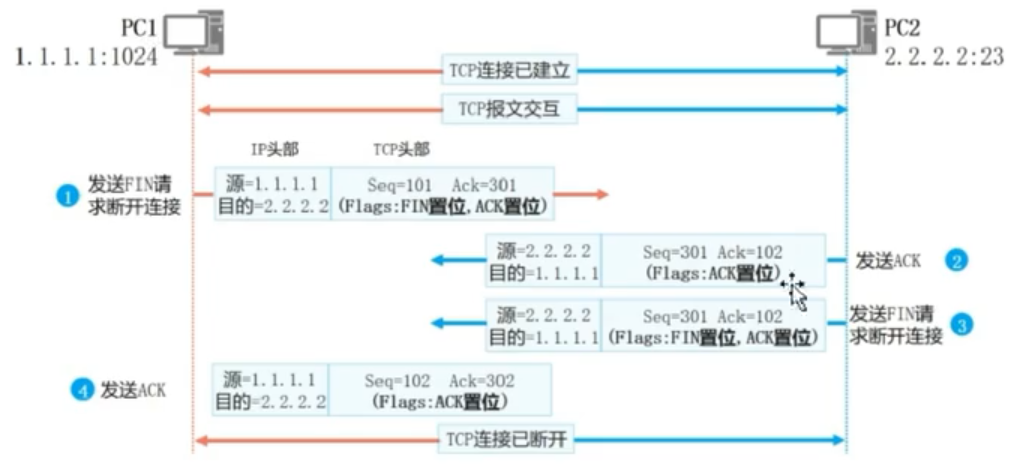 PC1
1.1.1.1:1024
PC2
2.2.2.2:23
TCP连接已建立
TCP报文交互
IP头部
TCP头部
1
发送FIN请
求断开连接
源=1.1.1.1
目的=2.2.2.2
Seq=101 Ack=301
(Flags:FIN置位,ACK置位)
源=2.2.2.2
目的=1.1.1.1
Seq=301 Ack=102
(Flags:ACK置位)
发送ACK
2
源=2.2.2.2
目的=1.1.1.1
Seq=301 Ack=102
(Flags:FIN置位,ACK置位)
发送FIN请
求断开连接
3
4
发送ACK
源=1.1.1.1
目的=2.2.2.2
Seq=102 Ack=302
(Flags:ACK置位)
TCP连接已断开